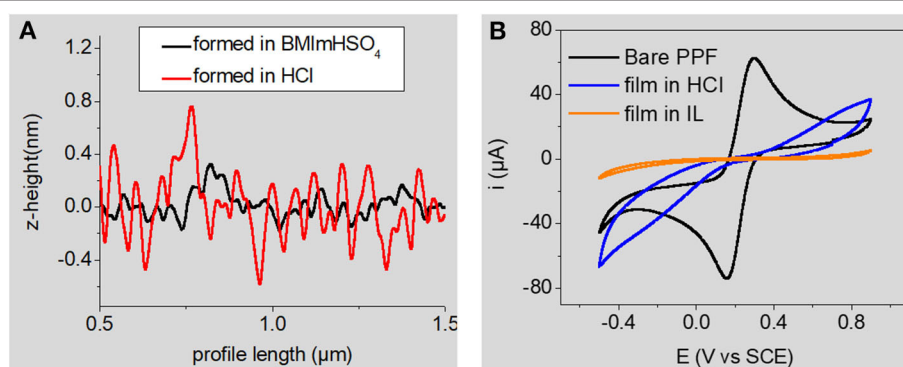 A
formed in BMImHSO4
formed in HCl
1.2
0.8
0.4
0.0
-0.4
z-height(nm)
0.5
1.0
1.5
profile length (µm)
B
Bare PPF
film in HCl
film in IL
80
40
0
-40
-80
i (µA)
-0.4
0.0
0.4
0.8
E (V vs SCE)